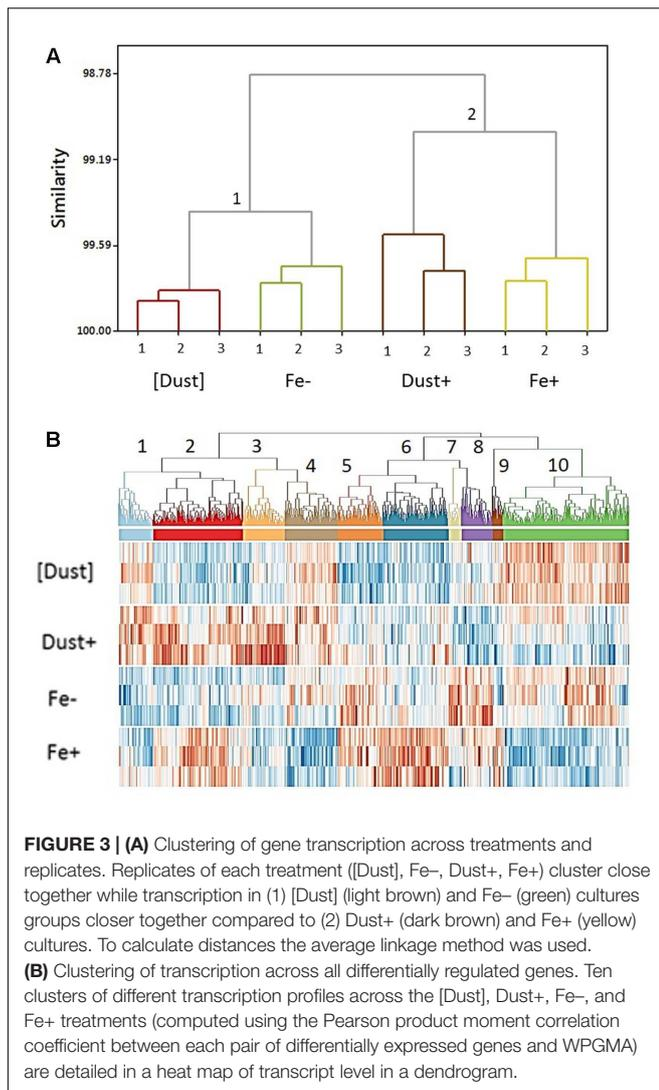 A
98.78
2
99.19
Similarity
1
99.59
100.00
1 2 3 1 2 3 1 2 3 1 2 3
[Dust] Fe- Dust+ Fe+
B
1 2 3 4 5 6 7 8 9 10
[Dust]
Dust+
Fe-
Fe+
FIGURE 3 | (A) Clustering of gene transcription across treatments and
replicates. Replicates of each treatment ([Dust], Fe–, Dust+, Fe+) cluster close
together while transcription in (1) [Dust] (light brown) and Fe– (green) cultures
groups closer together compared to (2) Dust+ (dark brown) and Fe+ (yellow)
cultures. To calculate distances the average linkage method was used.
(B) Clustering of transcription across all differentially regulated genes. Ten
clusters of different transcription profiles across the [Dust], Dust+, Fe–, and
Fe+ treatments (computed using the Pearson product moment correlation
coefficient between each pair of differentially expressed genes and WPGMA)
are detailed in a heat map of transcript level in a dendrogram.